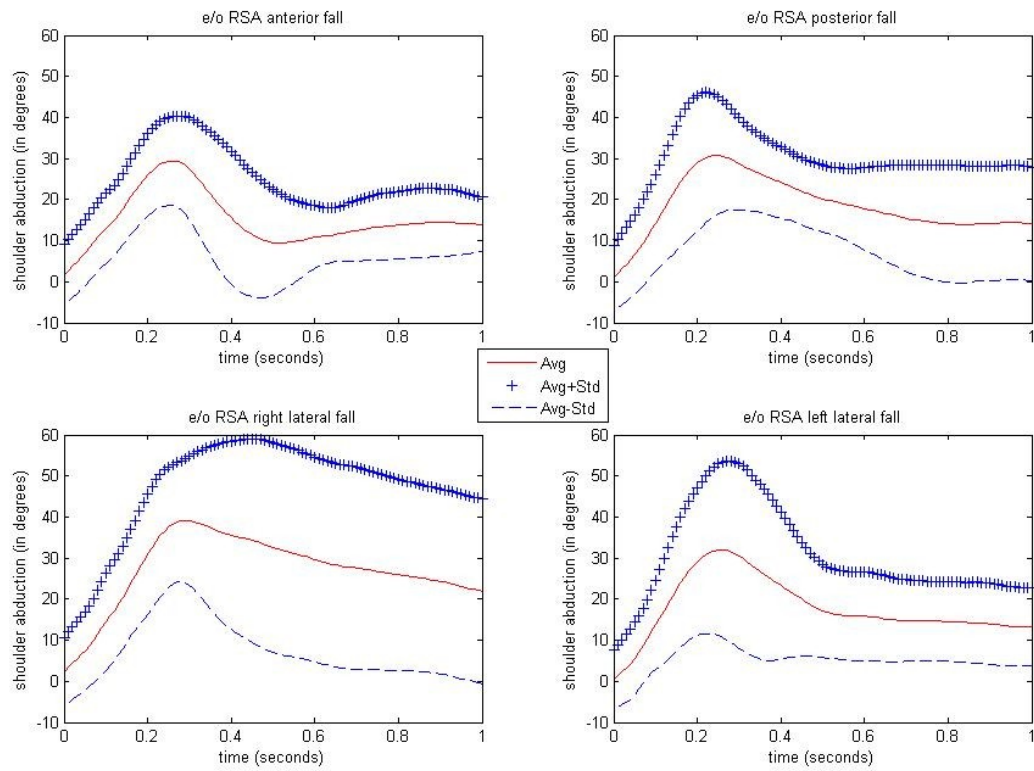 e/o RSA anterior fall
60
50
40
30
20
10
0
-10
shoulder abduction (in degrees)
0 0.2 0.4 0.6 0.8 1
time (seconds)
e/o RSA posterior fall
60
50
40
30
20
10
0
-10
shoulder abduction (in degrees)
0 0.2 0.4 0.6 0.8 1
time (seconds)
Avg
Avg+Std
Avg-Std
e/o RSA right lateral fall
60
50
40
30
20
10
0
-10
shoulder abduction (in degrees)
0 0.2 0.4 0.6 0.8 1
time (seconds)
e/o RSA left lateral fall
60
50
40
30
20
10
0
-10
shoulder abduction (in degrees)
0 0.2 0.4 0.6 0.8 1
time (seconds)